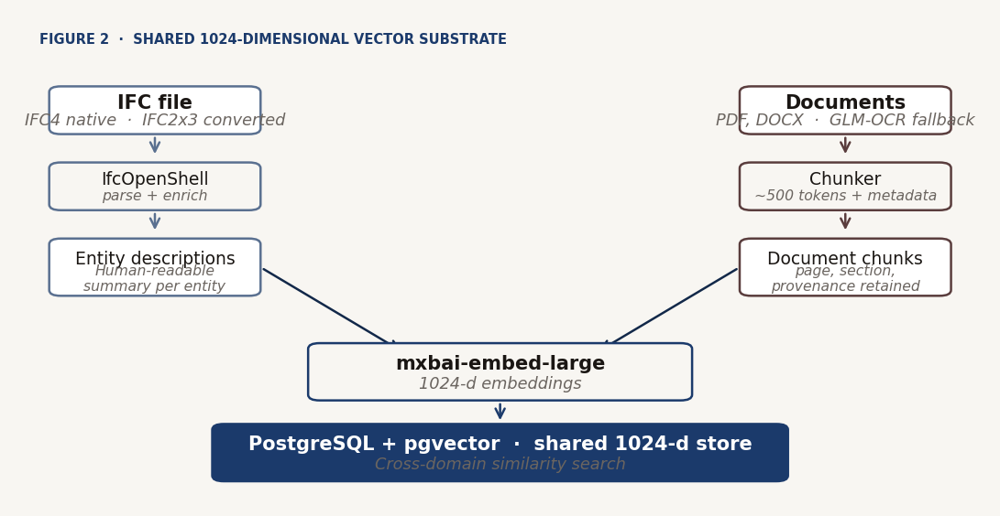 FIGURE 2 · SHARED 1024-DIMENSIONAL VECTOR SUBSTRATE
IFC file
IFC4 native · IFC2x3 converted
IfcOpenShell
parse + enrich
Entity descriptions
Human-readable
summary per entity
Documents
PDF, DOCX · GLM-OCR fallback
Chunker
~500 tokens + metadata
Document chunks
page, section,
provenance retained
mxbai-embed-large
1024-d embeddings
PostgreSQL + pgvector · shared 1024-d store
Cross-domain similarity search